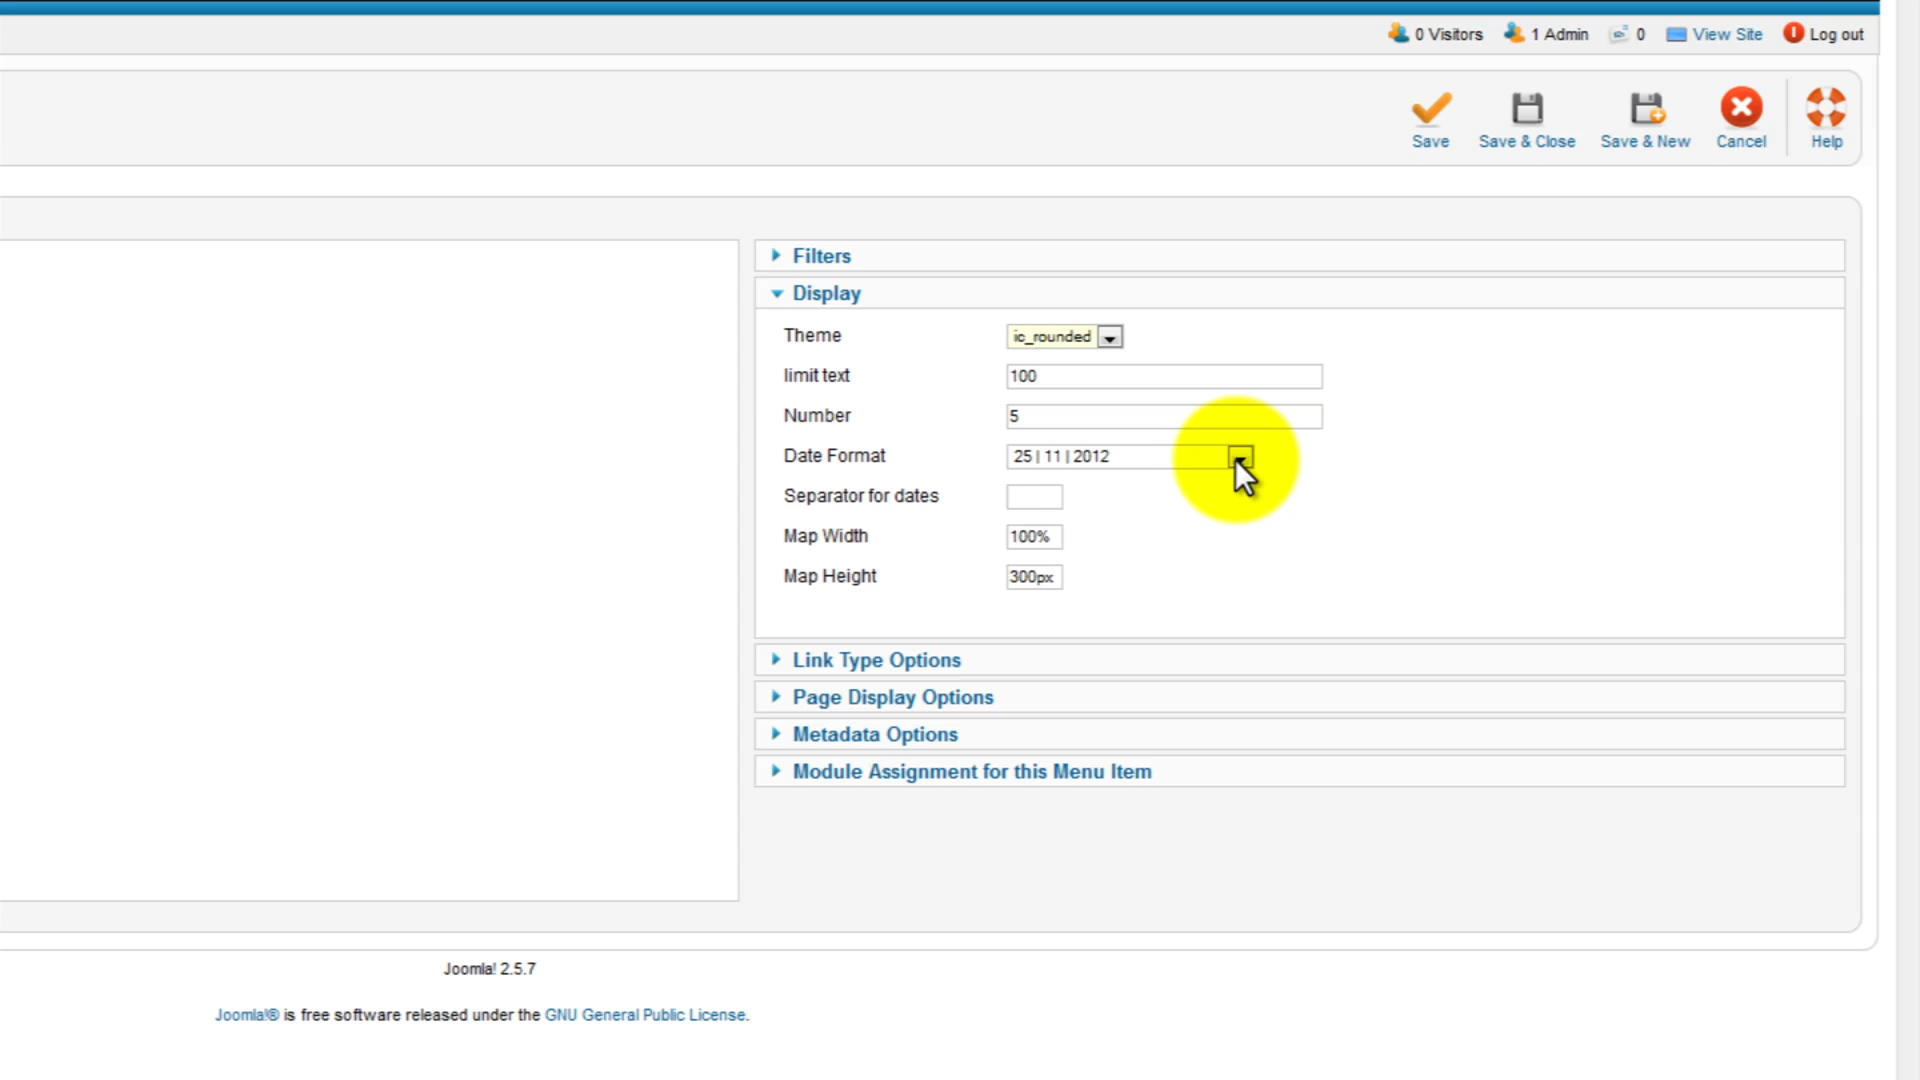 0 Visitors 1 Admin 0 View Site Log out
Save Save & Close Save & New Cancel Help
Filters
Display
Theme ic_rounded
limit text 100
Number 5
Date Format 25 | 11 | 2012
Separator for dates
Map Width 100%
Map Height 300px
Link Type Options
Page Display Options
Metadata Options
Module Assignment for this Menu Item
Joomla! 2.5.7
Joomla!® is free software released under the GNU General Public License.